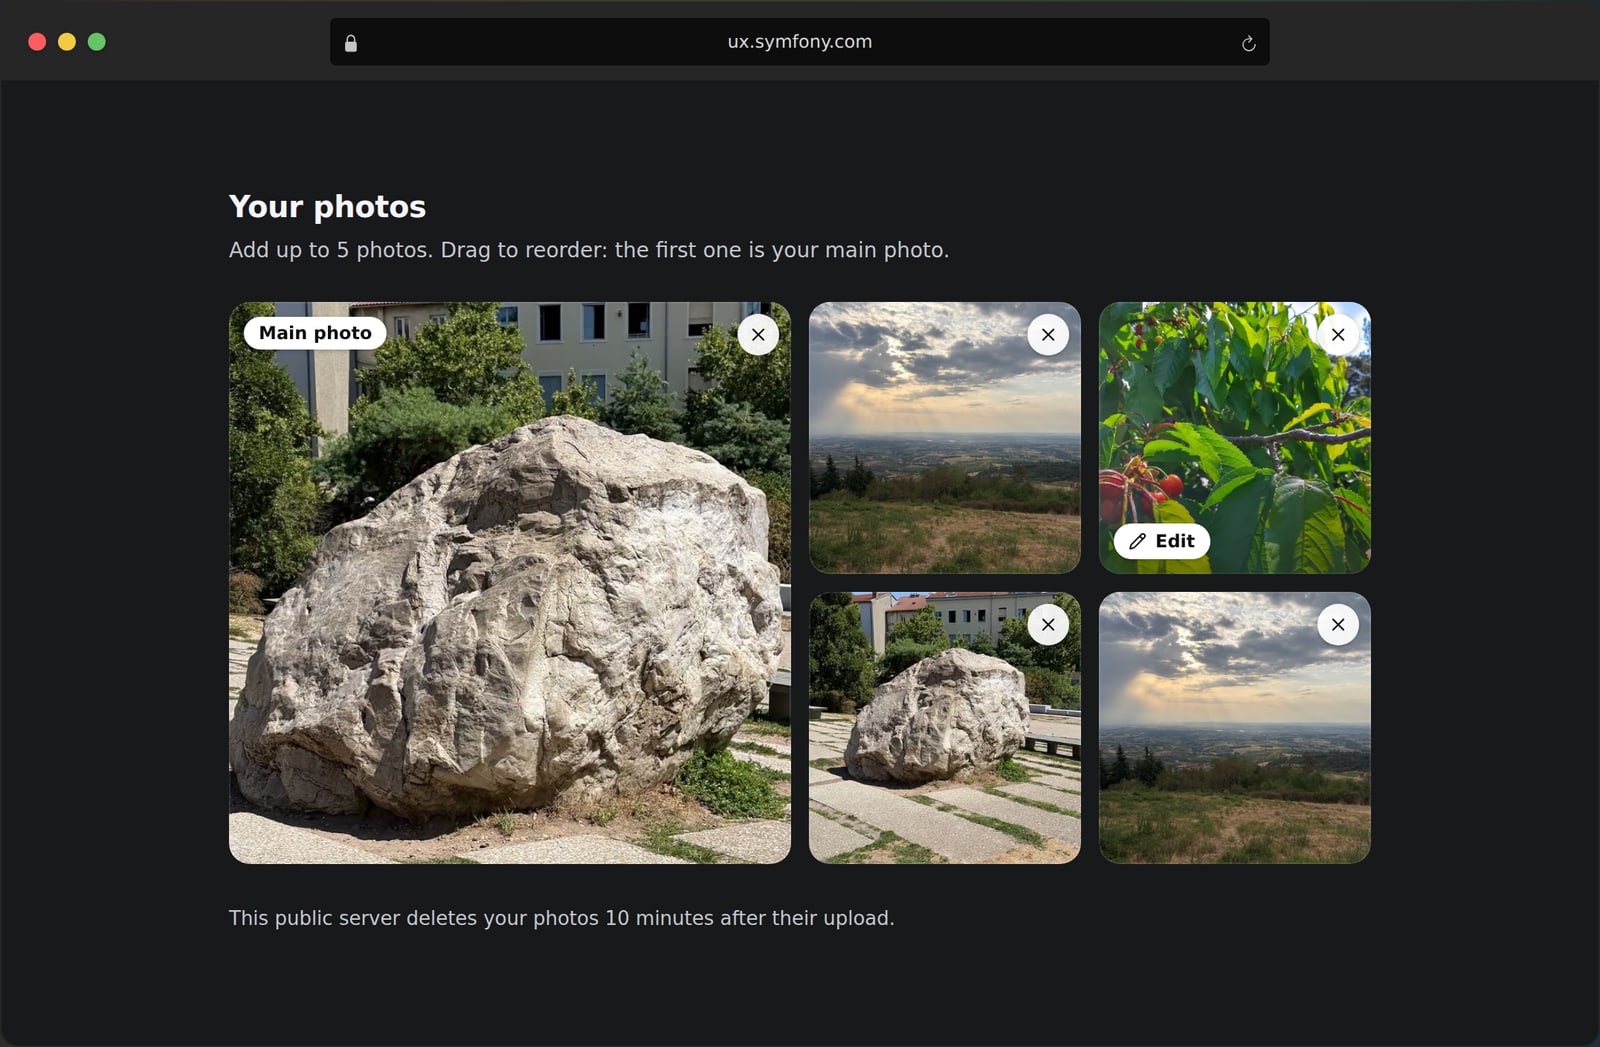 ux.symfony.com
Your photos
Add up to 5 photos. Drag to reorder: the first one is your main photo.
Main photo
Edit
This public server deletes your photos 10 minutes after their upload.